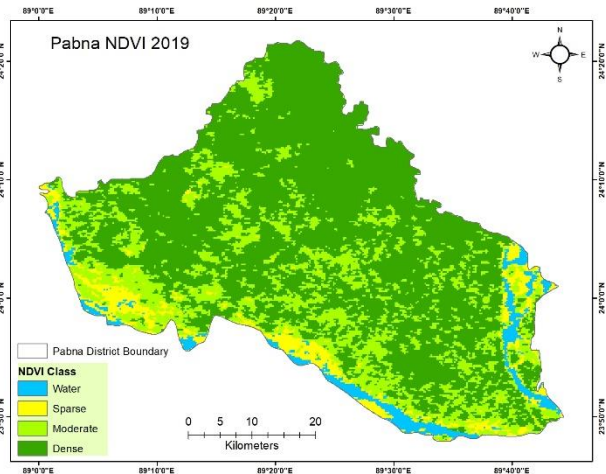 89°0'0"E 89°10'0"E 89°20'0"E 89°30'0"E 89°40'0"E
Pabna NDVI 2019
N
W E
S
24°20'0"N 24°20'0"N
24°10'0"N 24°10'0"N
24°0'0"N 24°0'0"N
23°50'0"N 23°50'0"N
Pabna District Boundary
NDVI Class
Water
Sparse
Moderate
Dense
0 5 10 20
Kilometers
89°0'0"E 89°10'0"E 89°20'0"E 89°30'0"E 89°40'0"E